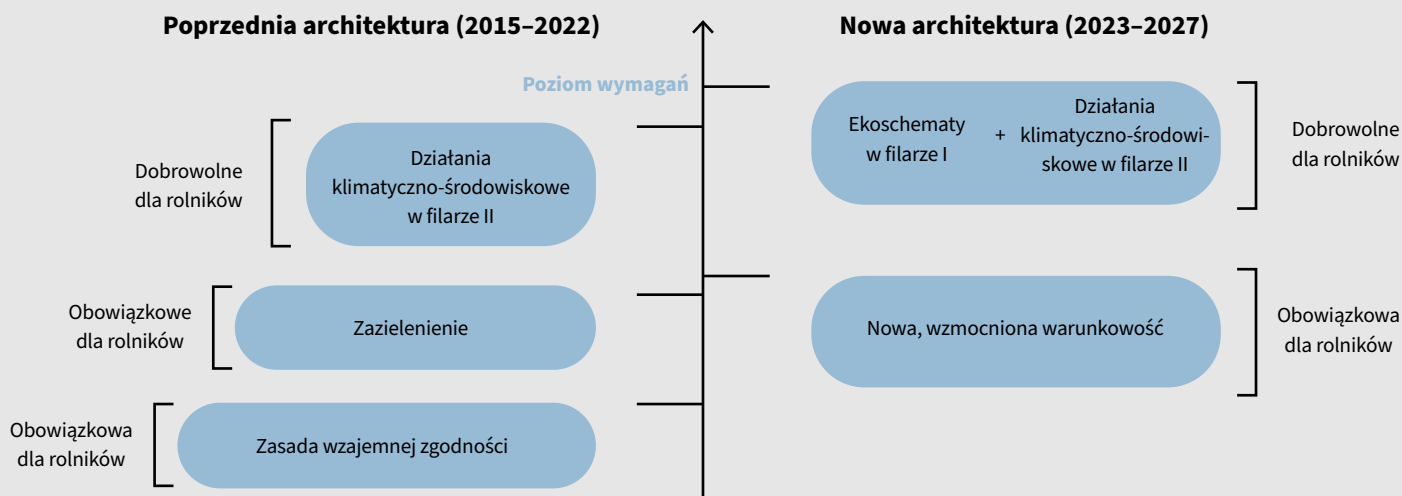 Poprzednia architektura (2015–2022)
Poziom wymagań
Dobrowolne
dla rolników
Działania
klimatyczno-środowiskowe
w filarze II
Obowiązkowe
dla rolników
Zazielenienie
Obowiązkowa
dla rolników
Zasada wzajemnej zgodności
Nowa architektura (2023–2027)
Ekoschematy
w filarze I
+
Działania
klimatyczno-środowi-
skowe w filarze II
Dobrowolne
dla rolników
Nowa, wzmocniona warunkowość
Obowiązkowa
dla rolników